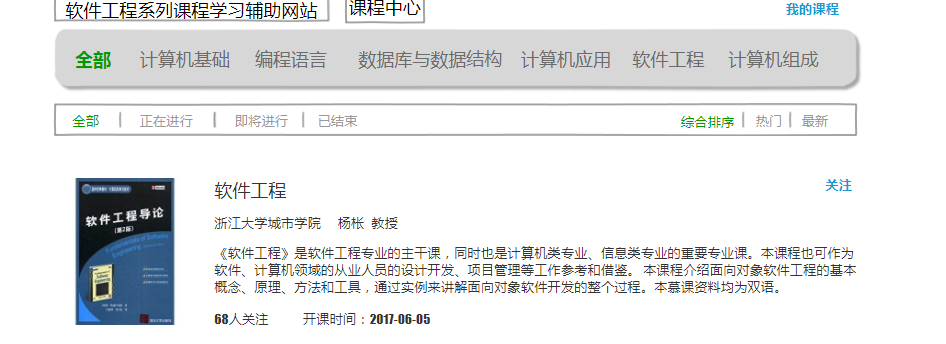 软件工程系列课程学习辅助网站 课程中心 我的课程
全部 计算机基础 编程语言 数据库与数据结构 计算机应用 软件工程 计算机组成
全部 | 正在进行 | 即将进行 | 已结束 综合排序 | 热门 | 最新
软件工程 关注
软件工程导论
(第2版)
Fundamentals of Software
Engineering
浙江大学城市学院 杨枨 教授
《软件工程》是软件工程专业的主干课，同时也是计算机类专业、信息类专业的重要专业课。本课程也可作为
软件、计算机领域的从业人员的设计开发、项目管理等工作参考和借鉴。 本课程介绍面向对象软件工程的基本
概念、原理、方法和工具，通过实例来讲解面向对象软件开发的整个过程。本慕课资料均为双语。
68人关注 开课时间：2017-06-05